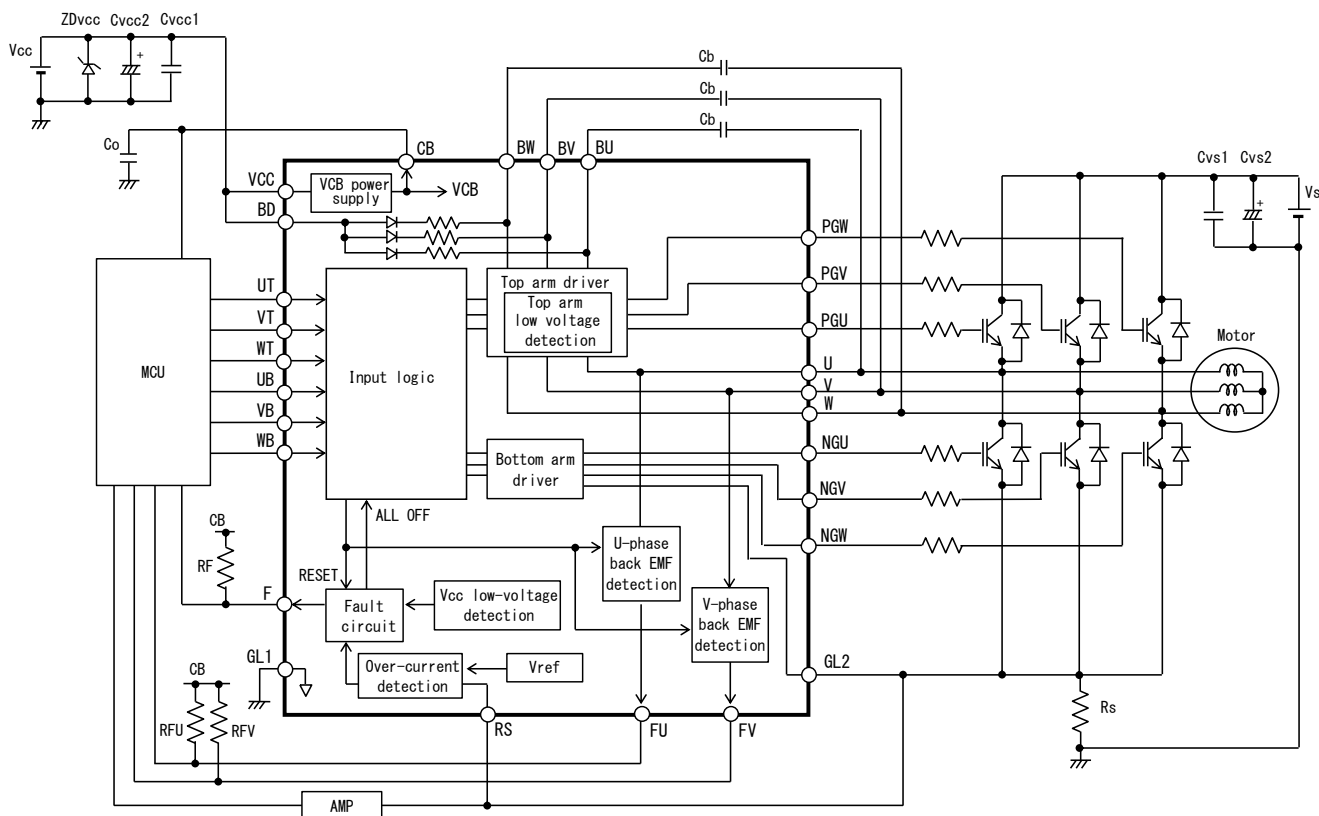 ZDvcc Cvcc2 Cvcc1
Vcc
+
Cb
Cb
Cb
Co
CB
BW
BV
BU
Cvs1 Cvs2
+
Vs
VCC
VCB power
supply
VCB
BD
PGW
PGV
PGU
UT
VT
WT
UB
VB
WB
MCU
Input logic
Top arm driver
Top arm
low voltage
detection
U
V
W
Motor
Bottom arm
driver
NGU
NGV
NGW
ALL OFF
CB
RF
RESET
F
Fault
circuit
Vcc low-voltage
detection
U-phase
back EMF
detection
V-phase
back EMF
detection
GL1
GL2
Over-current
detection
Vref
CB
RFU
RFV
RS
FU
FV
Rs
AMP